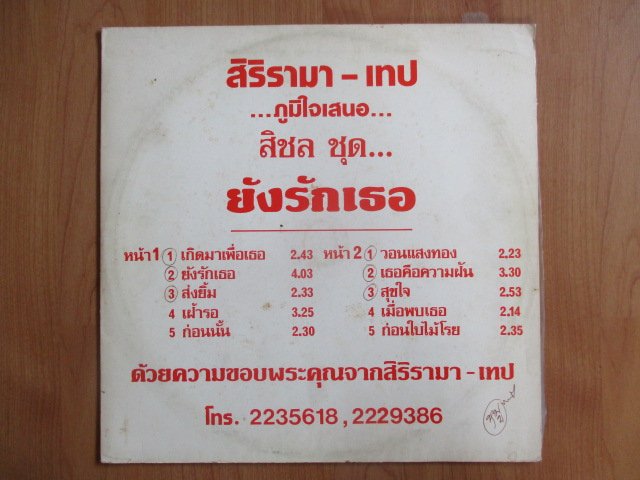 สิริรามา - เทป
...ภูมิใจเสนอ...
สิชล ชุด...
ยังรักเธอ
หน้า 1 1 เกิดมาเพื่อเธอ 2.43
2 ยังรักเธอ 4.03
3 ส่งยิ้ม 2.33
4 เฝ้ารอ 3.25
5 ก่อนนั้น 2.30
หน้า 2 1 วอนแสงทอง 2.23
2 เธอคือความฝัน 3.30
3 สุขใจ 2.53
4 เมื่อพบเธอ 2.14
5 ก่อนใบไม้โรย 2.35
ด้วยความขอบพระคุณจากสิริรามา - เทป
โทร. 2235618 , 2229386